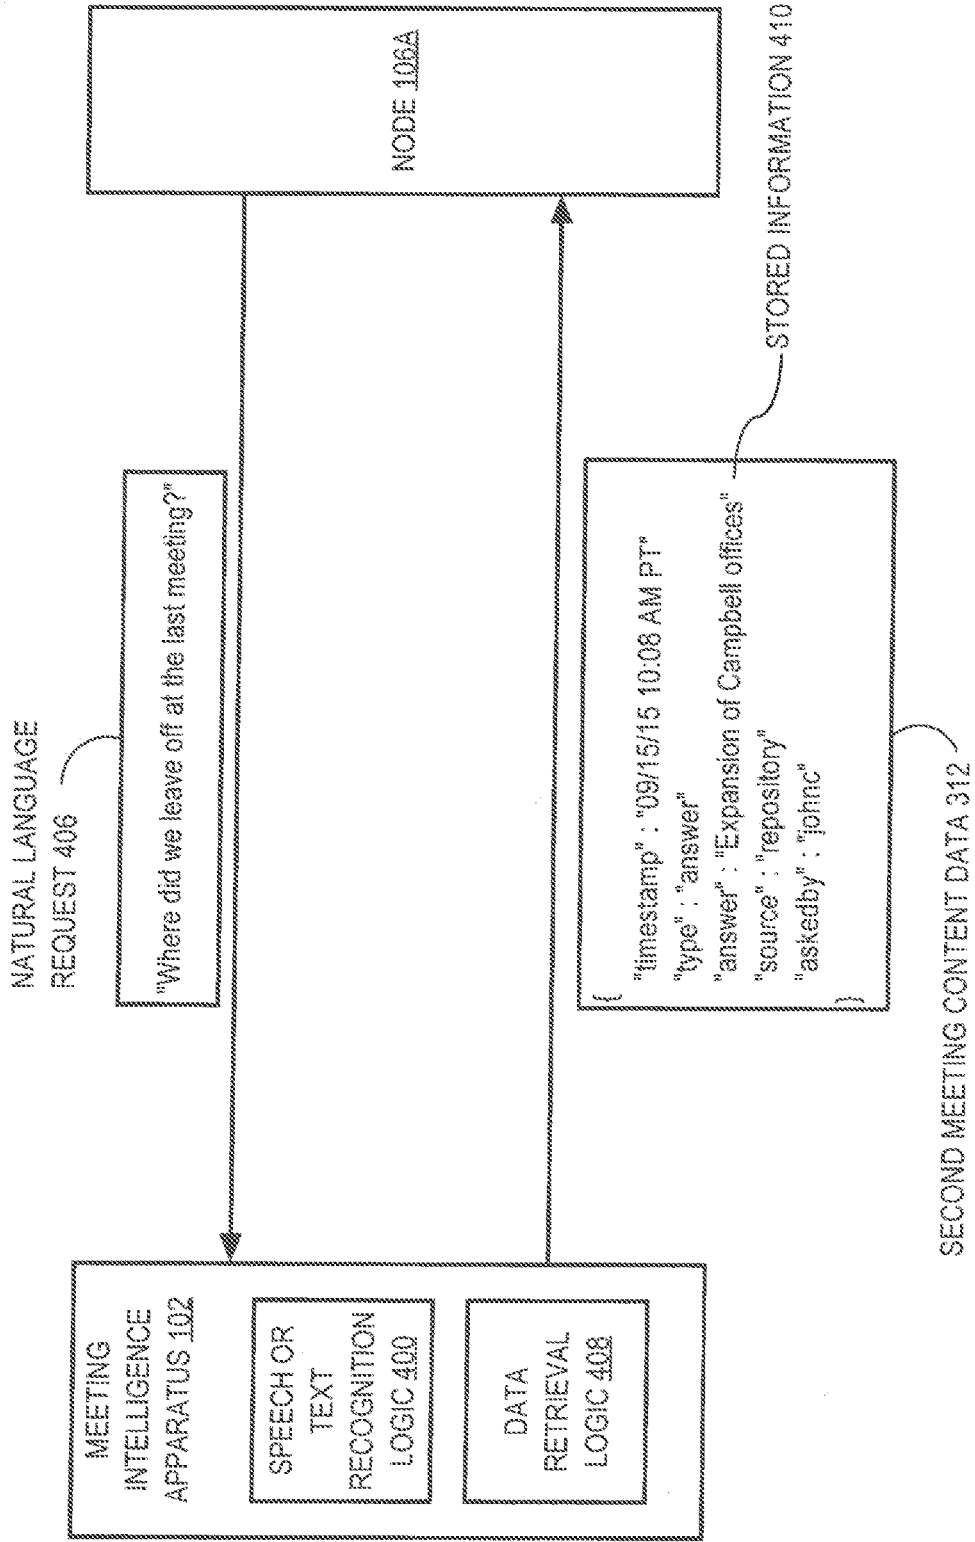 NATURAL LANGUAGE
REQUEST 406
"Where did we leave off at the last meeting?"
MEETING
INTELLIGENCE
APPARATUS 102
SPEECH OR
TEXT
RECOGNITION
LOGIC 400
DATA
RETRIEVAL
LOGIC 408
NODE 106A
{
"timestamp" : "09/15/15 10:08 AM PT"
"type" : "answer"
"answer" : "Expansion of Campbell offices"
"source" : "repository"
"askedby" : "johnc"
}
STORED INFORMATION 410
SECOND MEETING CONTENT DATA 312